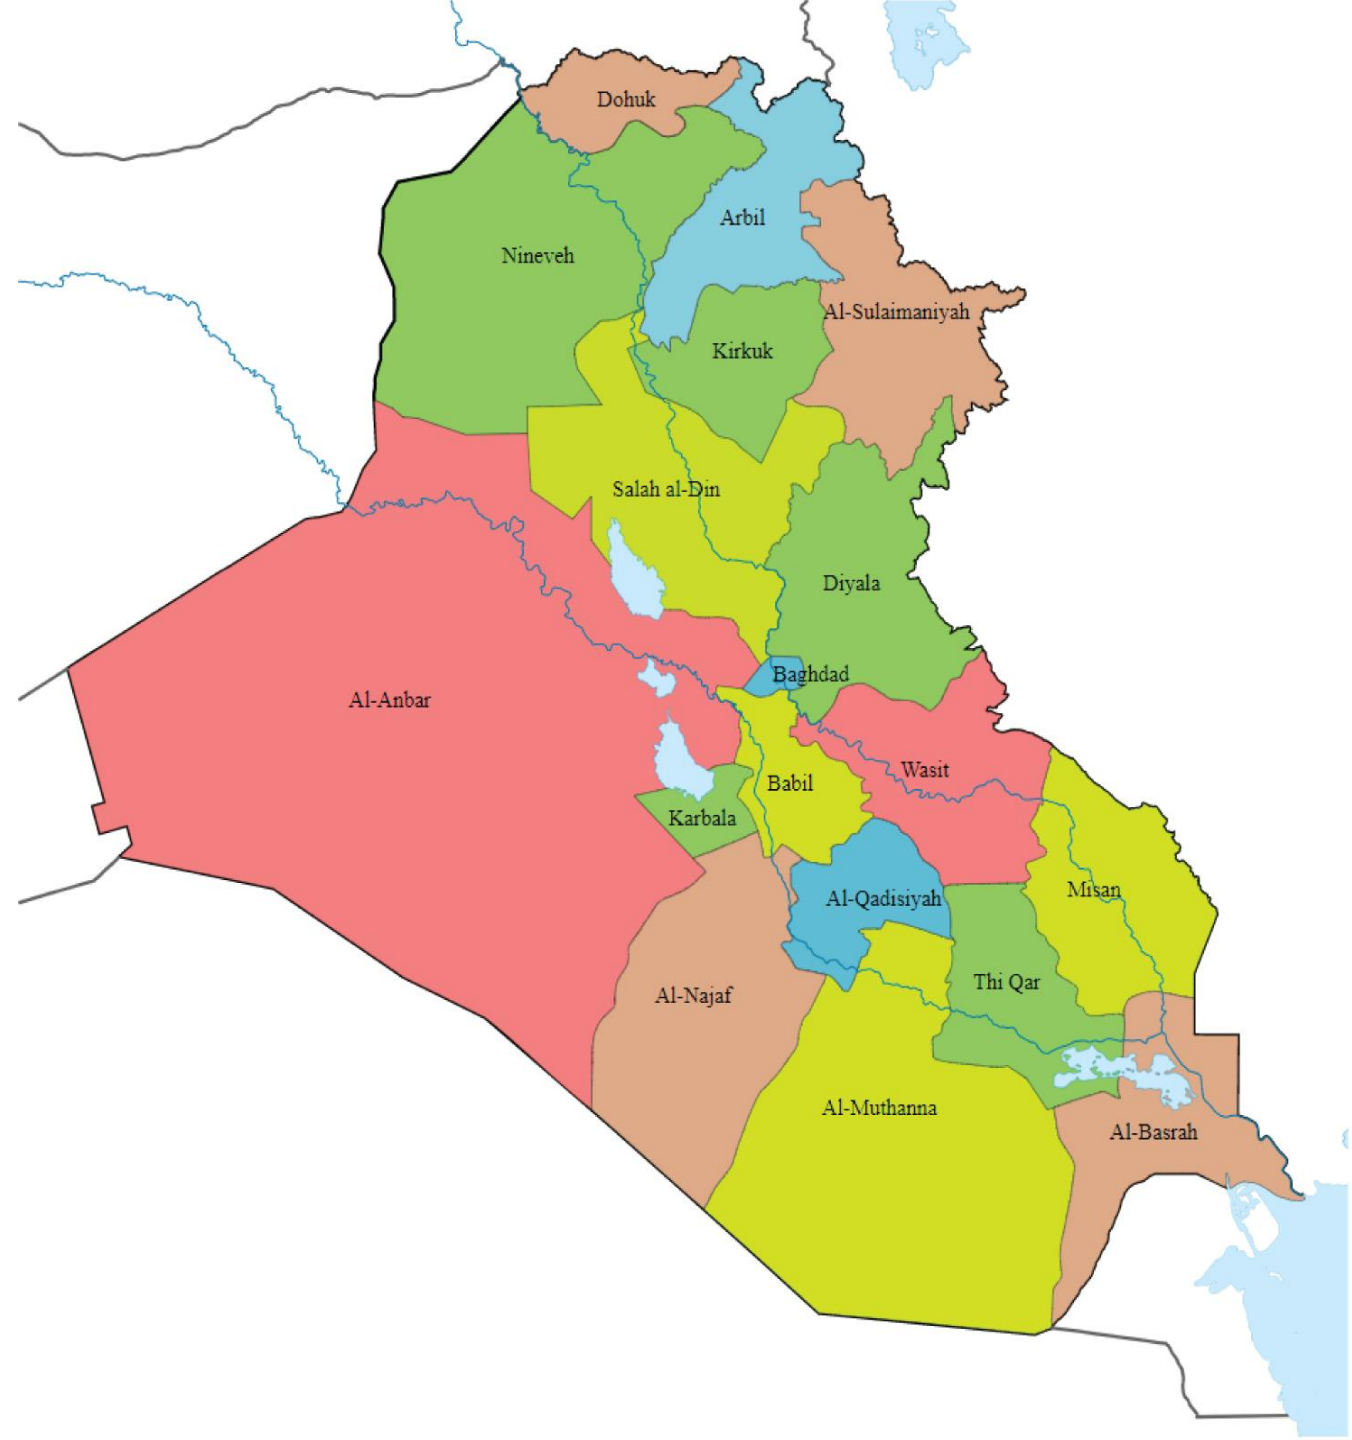 Dohuk
Arbil
Nineveh
Al-Sulaimaniyah
Kirkuk
Salah al-Din
Diyala
Baghdad
Al-Anbar
Wasit
Babil
Karbala
Misan
Al-Qadisiyah
Thi Qar
Al-Najaf
Al-Muthanna
Al-Basrah